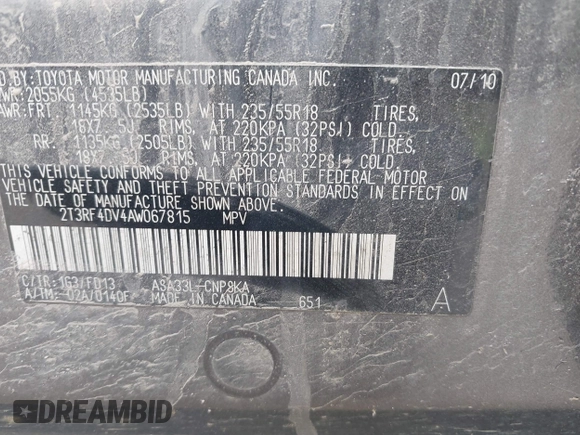 D BY: TOYOTA MOTOR MANUFACTURING CANADA INC. 07/10
WR: 2055KG (4535LB)
AWR: FRT. 1145KG (2535LB) WITH 235/55R18 TIRES,
18X7. 5J RIMS, AT 220KPA (32PSI) COLD.
RR. 1135KG (2505LB) WITH 235/55R18 TIRES,
18X7. 5J RIMS, AT 220KPA (32PSI) COLD.
THIS VEHICLE CONFORMS TO ALL APPLICABLE FEDERAL MOTOR
VEHICLE SAFETY AND THEFT PREVENTION STANDARDS IN EFFECT ON
THE DATE OF MANUFACTURE SHOWN ABOVE.
2T3RF4DV4AW067815 MPV
C/TR: 1G3/FD13 ASA33L-CNP8KA
A/TM: -02A/U140F MADE IN CANADA 651
A
DREAMBID